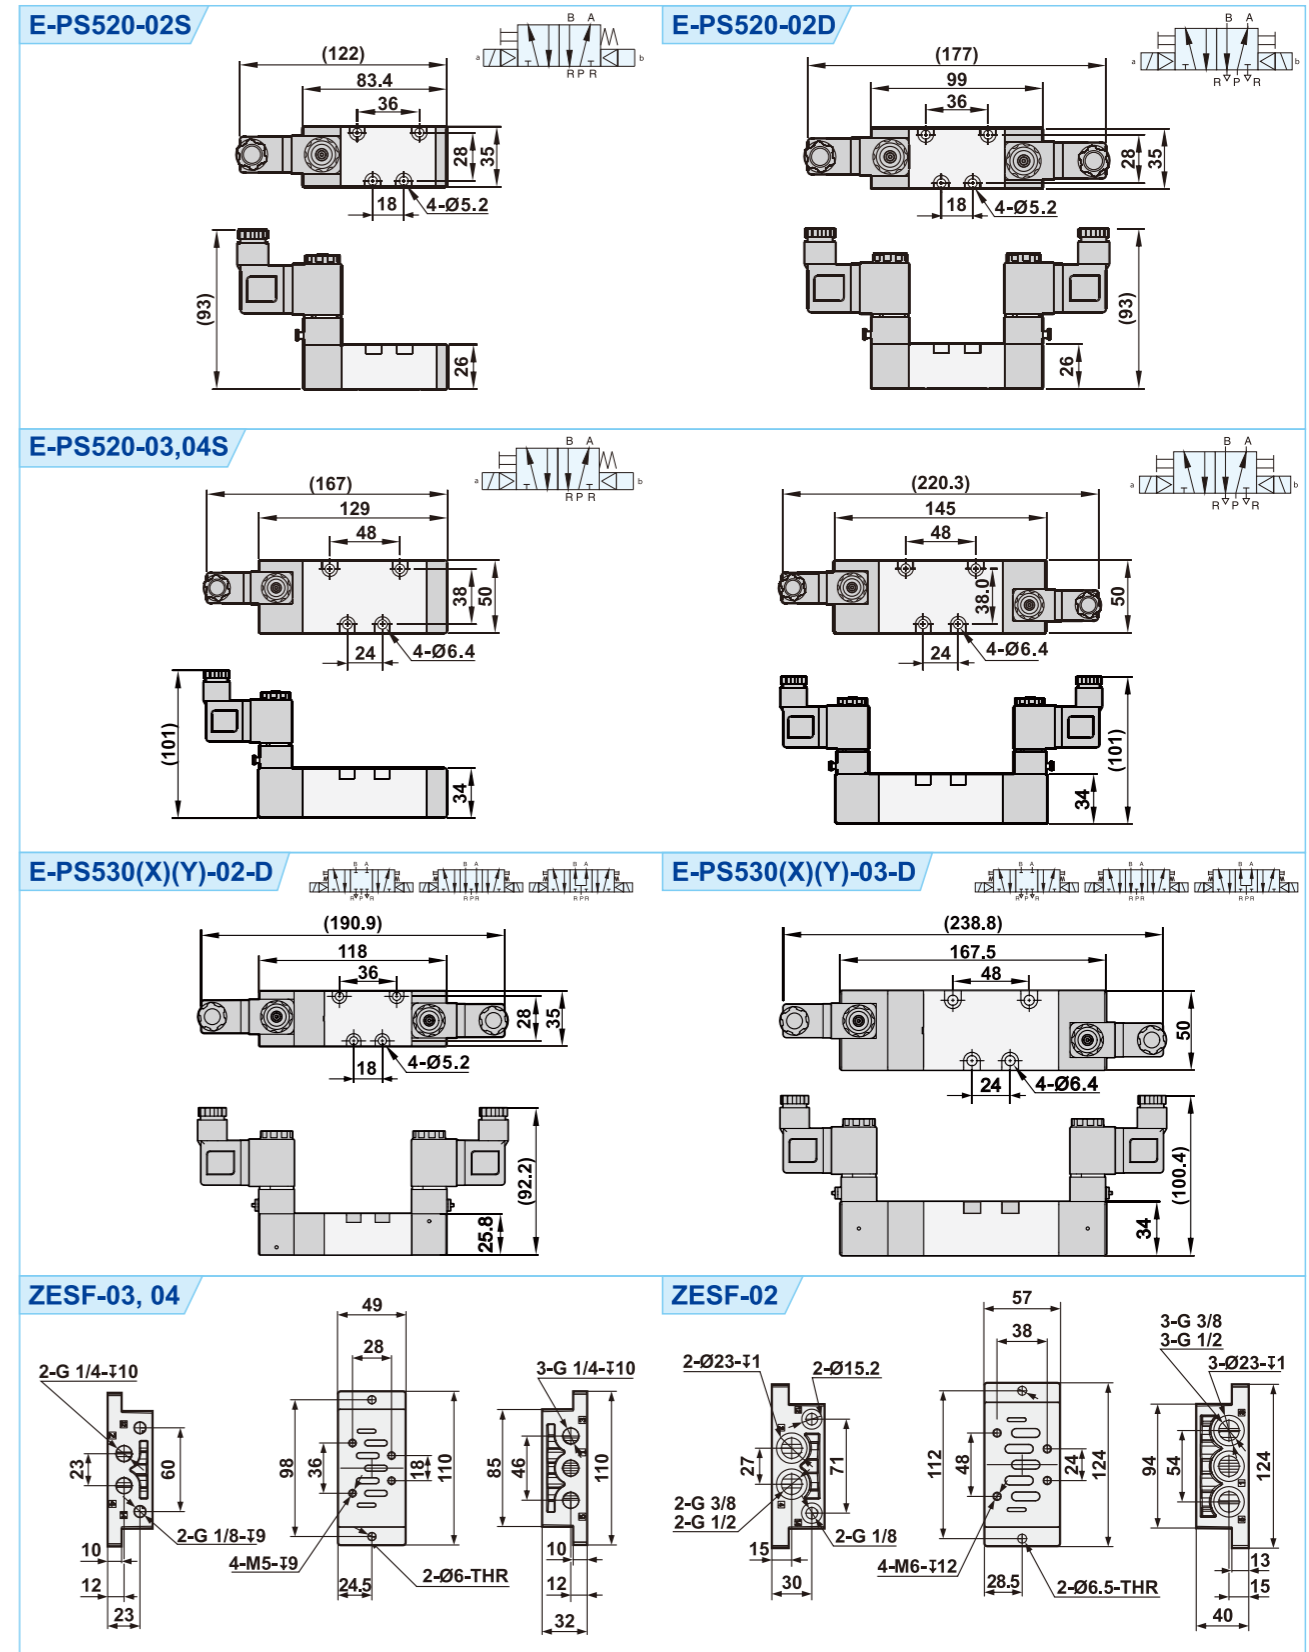 E-PS520-02S
B A
a
b
R P R
(122)
83.4
36
28
35
18
4-Ø5.2
(93)
26
E-PS520-02D
B A
a
b
R P R
(177)
99
36
28
35
18
4-Ø5.2
(93)
26
E-PS520-03,04S
B A
a
b
R P R
(167)
129
48
38
50
24
4-Ø6.4
(101)
34
B A
a
b
R P R
(220.3)
145
48
38.0
50
24
4-Ø6.4
(101)
34
E-PS530(X)(Y)-02-D
B A
R P R
B A
R P R
B A
R P R
(190.9)
118
36
28
35
18
4-Ø5.2
(92.2)
25.8
E-PS530(X)(Y)-03-D
B A
R P R
B A
R P R
B A
R P R
(238.8)
167.5
48
50
24
4-Ø6.4
(100.4)
34
ZESF-03, 04
2-G 1/4-↧10
23
60
2-G 1/8-↧9
10
12
23
49
28
98
36
18
110
4-M5-↧9
24.5
2-Ø6-THR
3-G 1/4-↧10
85
46
110
10
12
32
ZESF-02
2-Ø23-↧1
2-Ø15.2
27
71
2-G 3/8
2-G 1/2
2-G 1/8
15
30
57
38
112
48
24
124
4-M6-↧12
28.5
2-Ø6.5-THR
3-G 3/8
3-G 1/2
3-Ø23-↧1
94
54
124
13
15
40